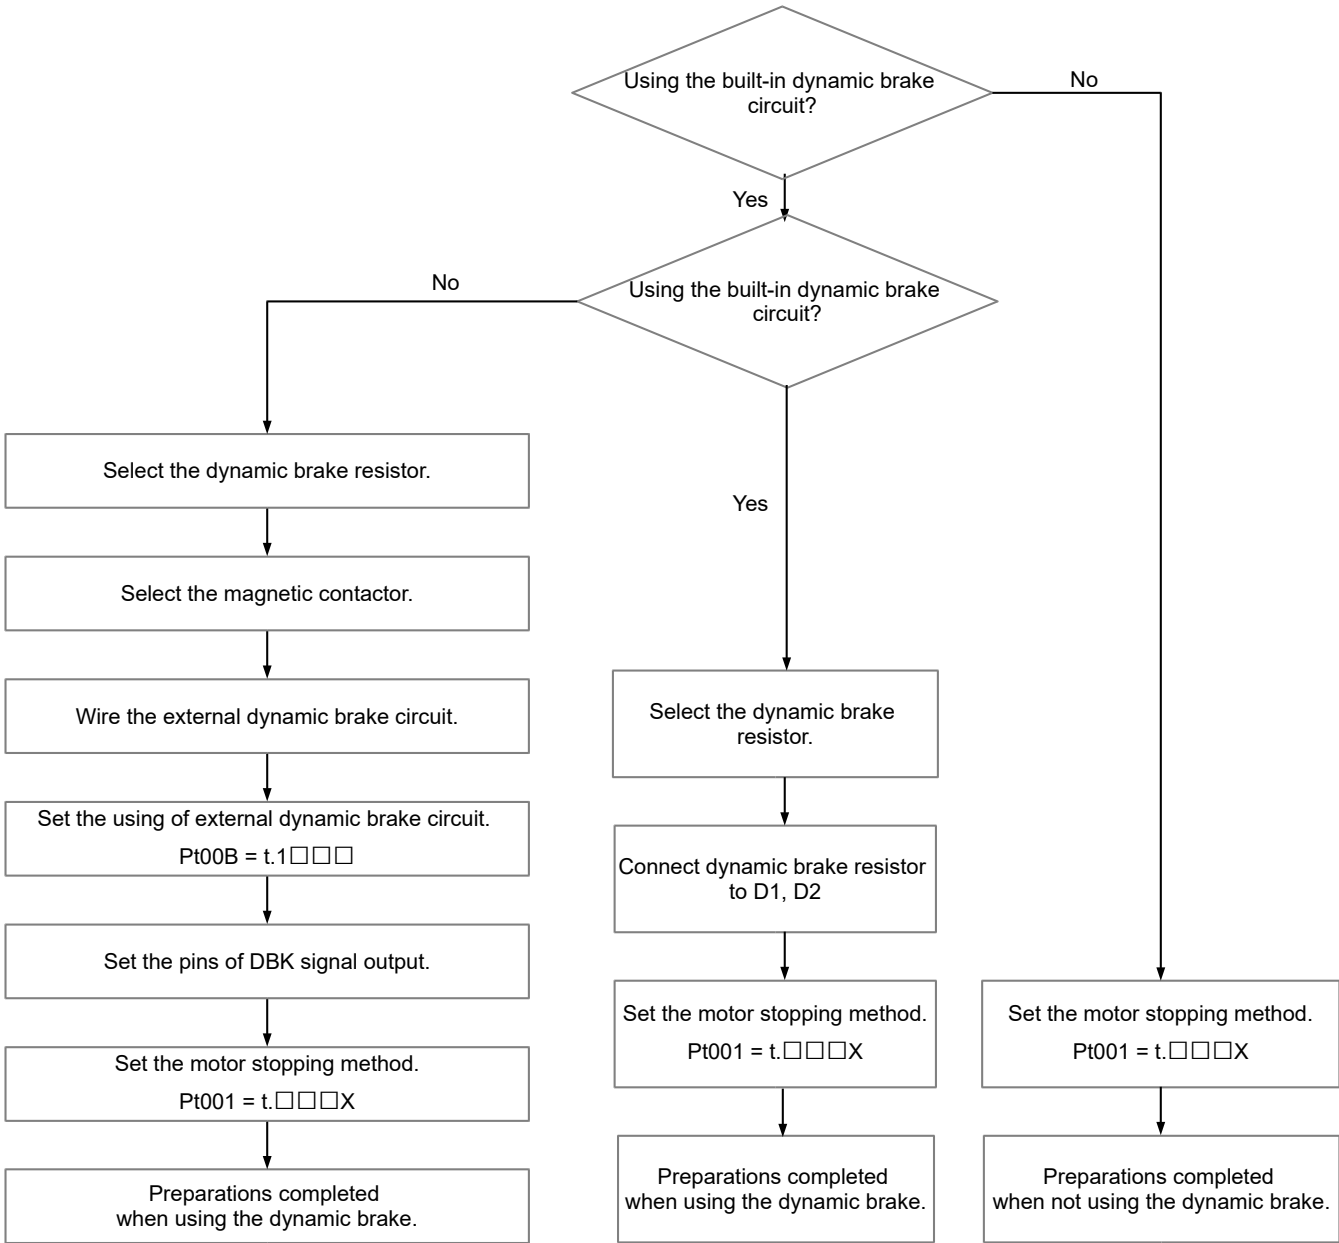 Using the built-in dynamic brake
circuit?
No
Yes
Using the built-in dynamic brake
circuit?
No
Yes
Select the dynamic brake resistor.
Select the magnetic contactor.
Wire the external dynamic brake circuit.
Set the using of external dynamic brake circuit.
Pt00B = t.1□□□
Set the pins of DBK signal output.
Set the motor stopping method.
Pt001 = t.□□□X
Preparations completed
when using the dynamic brake.
Select the dynamic brake
resistor.
Connect dynamic brake resistor
to D1, D2
Set the motor stopping method.
Pt001 = t.□□□X
Preparations completed
when using the dynamic brake.
Set the motor stopping method.
Pt001 = t.□□□X
Preparations completed
when not using the dynamic brake.